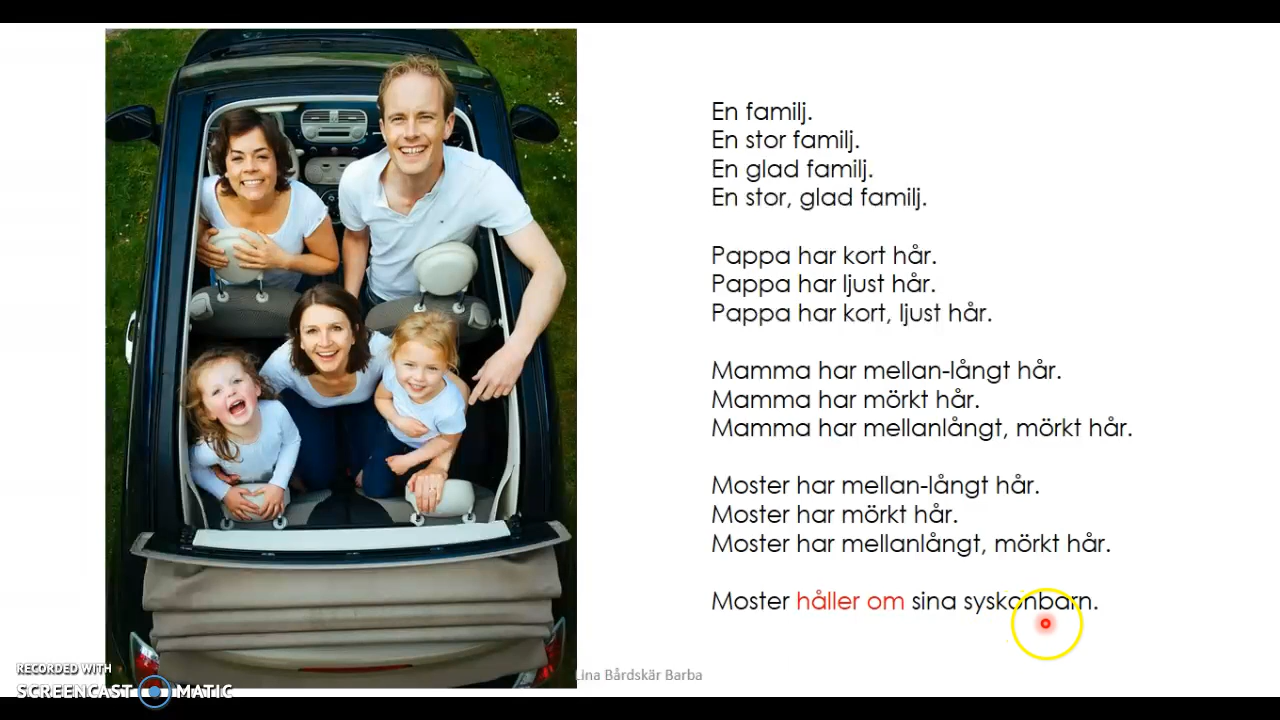 En familj.
En stor familj.
En glad familj.
En stor, glad familj.
Pappa har kort hår.
Pappa har ljust hår.
Pappa har kort, ljust hår.
Mamma har mellan-långt hår.
Mamma har mörkt hår.
Mamma har mellanlångt, mörkt hår.
Moster har mellan-långt hår.
Moster har mörkt hår.
Moster har mellanlångt, mörkt hår.
Moster håller om sina syskonbarn.
Lina Bårdskär Barba
RECORDED WITH
SCREENCAST MATIC